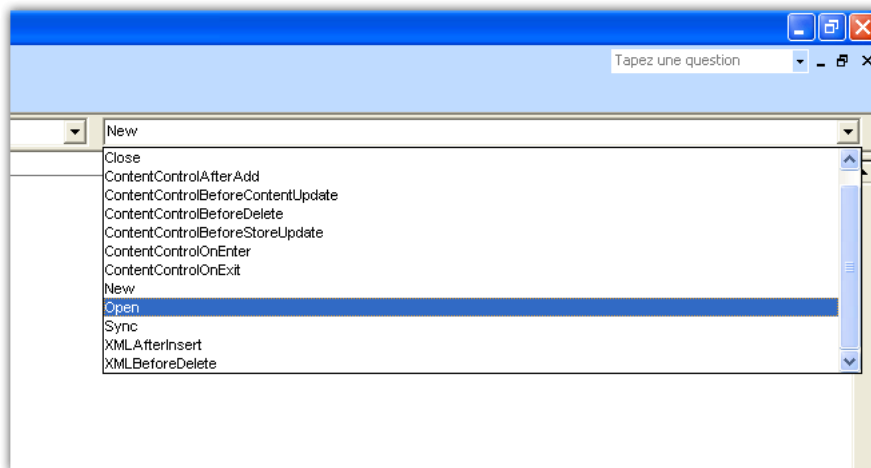 Tapez une question
New
Close
ContentControlAfterAdd
ContentControlBeforeContentUpdate
ContentControlBeforeDelete
ContentControlBeforeStoreUpdate
ContentControlOnEnter
ContentControlOnExit
New
Open
Sync
XMLAfterInsert
XMLBeforeDelete